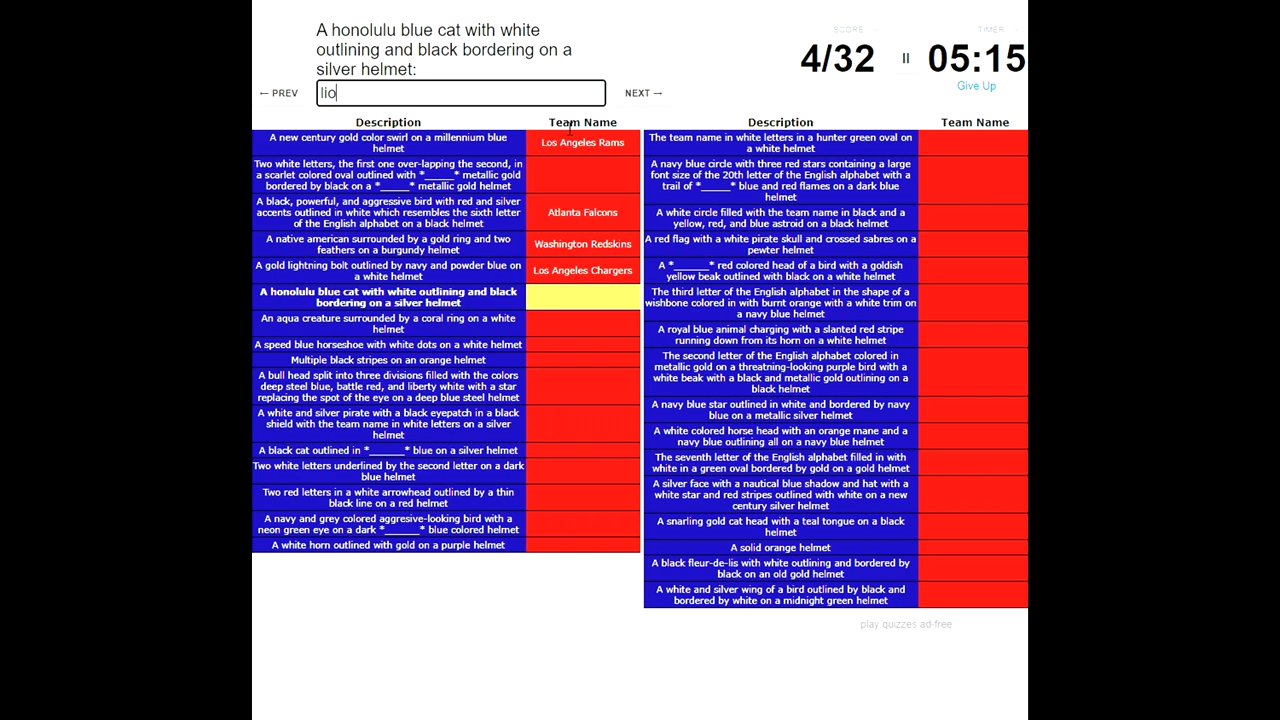 A honolulu blue cat with white
outlining and black bordering on a
silver helmet:
SCORE
TIMER
4/32
05:15
Give Up
← PREV
lio
NEXT →
Description
Team Name
A new century gold color swirl on a millennium blue
helmet
Los Angeles Rams
Two white letters, the first one over-lapping the second, in
a scarlet colored oval outlined with *_____* metallic gold
bordered by black on a *_____* metallic gold helmet
A black, powerful, and aggressive bird with red and silver
accents outlined in white which resembles the sixth letter
of the English alphabet on a black helmet
Atlanta Falcons
A native american surrounded by a gold ring and two
feathers on a burgundy helmet
Washington Redskins
A gold lightning bolt outlined by navy and powder blue on
a white helmet
Los Angeles Chargers
A honolulu blue cat with white outlining and black
bordering on a silver helmet
An aqua creature surrounded by a coral ring on a white
helmet
A speed blue horseshoe with white dots on a white helmet
Multiple black stripes on an orange helmet
A bull head split into three divisions filled with the colors
deep steel blue, battle red, and liberty white with a star
replacing the spot of the eye on a deep blue steel helmet
A white and silver pirate with a black eyepatch in a black
shield with the team name in white letters on a silver
helmet
A black cat outlined in *______* blue on a silver helmet
Two white letters underlined by the second letter on a dark
blue helmet
Two red letters in a white arrowhead outlined by a thin
black line on a red helmet
A navy and grey colored aggresive-looking bird with a
neon green eye on a dark *______* blue colored helmet
A white horn outlined with gold on a purple helmet
Description
Team Name
The team name in white letters in a hunter green oval on
a white helmet
A navy blue circle with three red stars containing a large
font size of the 20th letter of the English alphabet with a
trail of *_____* blue and red flames on a dark blue
helmet
A white circle filled with the team name in black and a
yellow, red, and blue astroid on a black helmet
A red flag with a white pirate skull and crossed sabres on a
pewter helmet
A *______* red colored head of a bird with a goldish
yellow beak outlined with black on a white helmet
The third letter of the English alphabet in the shape of a
wishbone colored in with burnt orange with a white trim on
a navy blue helmet
A royal blue animal charging with a slanted red stripe
running down from its horn on a white helmet
The second letter of the English alphabet colored in
metallic gold on a threatning-looking purple bird with a
white beak with a black and metallic gold outlining on a
black helmet
A navy blue star outlined in white and bordered by navy
blue on a metallic silver helmet
A white colored horse head with an orange mane and a
navy blue outlining all on a navy blue helmet
The seventh letter of the English alphabet filled in with
white in a green oval bordered by gold on a gold helmet
A silver face with a nautical blue shadow and hat with a
white star and red stripes outlined with white on a new
century silver helmet
A snarling gold cat head with a teal tongue on a black
helmet
A solid orange helmet
A black fleur-de-lis with white outlining and bordered by
black on an old gold helmet
A white and silver wing of a bird outlined by black and
bordered by white on a midnight green helmet
play quizzes ad-free